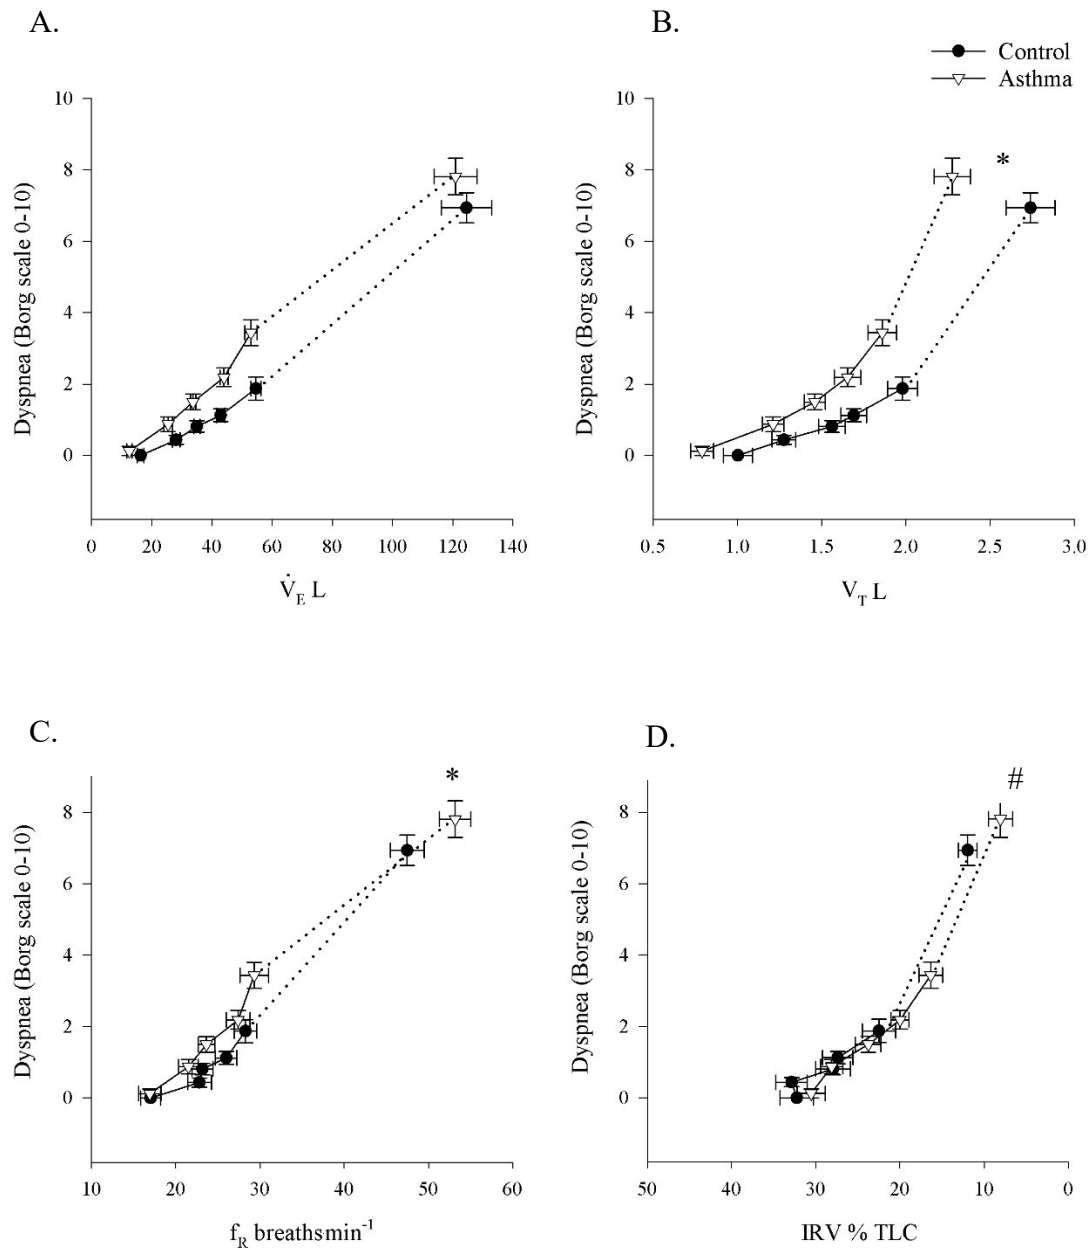 A.
B.
Control
Asthma
10
8
6
4
2
0
Dyspnea (Borg scale 0-10)
0 20 40 60 80 100 120 140
V̇E L
10
8
6
4
2
0
Dyspnea (Borg scale 0-10)
*
0.5 1.0 1.5 2.0 2.5 3.0
VT L
C.
D.
8
6
4
2
0
Dyspnea (Borg scale 0-10)
*
10 20 30 40 50 60
fR breathsmin-1
8
6
4
2
0
Dyspnea (Borg scale 0-10)
#
50 40 30 20 10 0
IRV % TLC